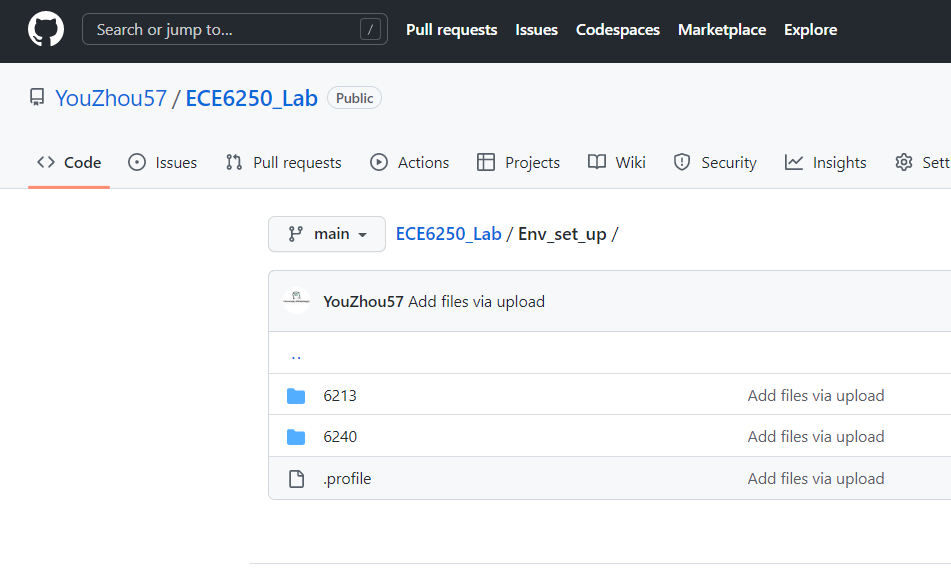 Search or jump to... / Pull requests Issues Codespaces Marketplace Explore
YouZhou57 / ECE6250_Lab Public
Code Issues Pull requests Actions Projects Wiki Security Insights Sett
main ECE6250_Lab / Env_set_up /
YouZhou57 Add files via upload
..
6213 Add files via upload
6240 Add files via upload
.profile Add files via upload